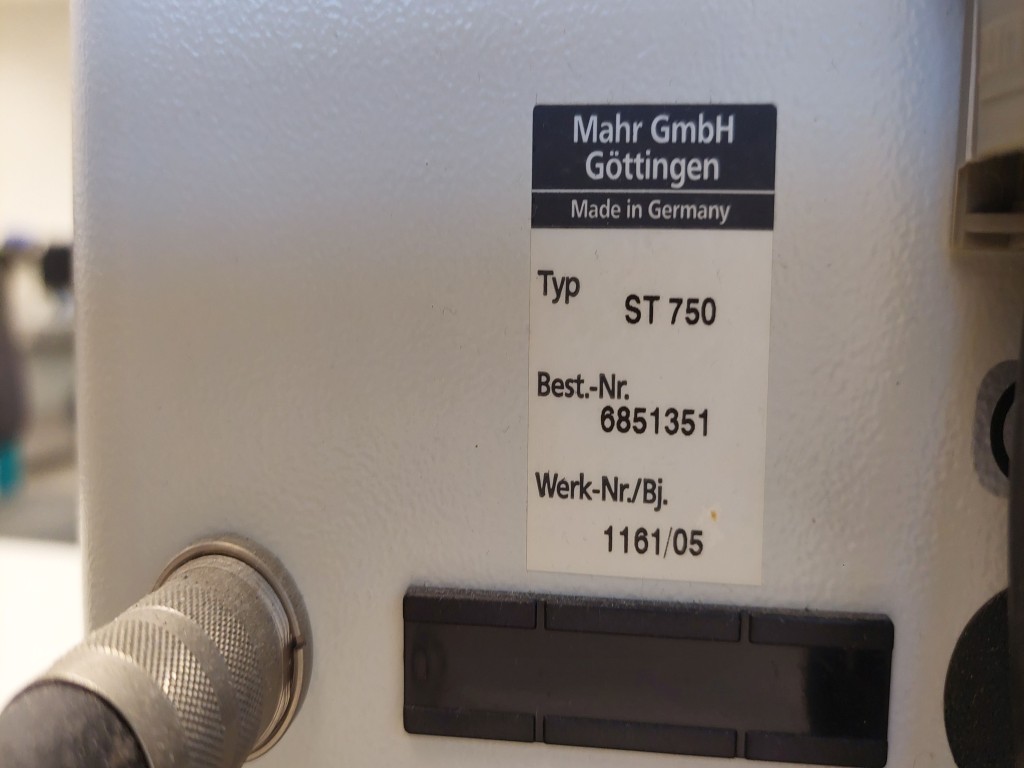 Mahr GmbH
Göttingen
Made in Germany
Typ
ST 750
Best.-Nr.
6851351
Werk-Nr./Bj.
1161/05